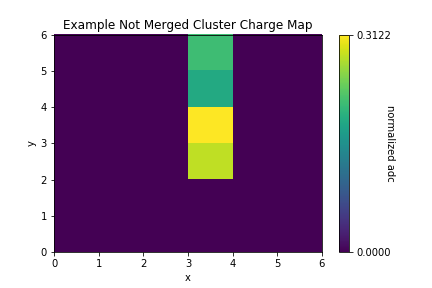 Example Not Merged Cluster Charge Map
6
5
4
3
2
1
0
y
0 1 2 3 4 5 6
x
0.3122
0.0000
normalized adc